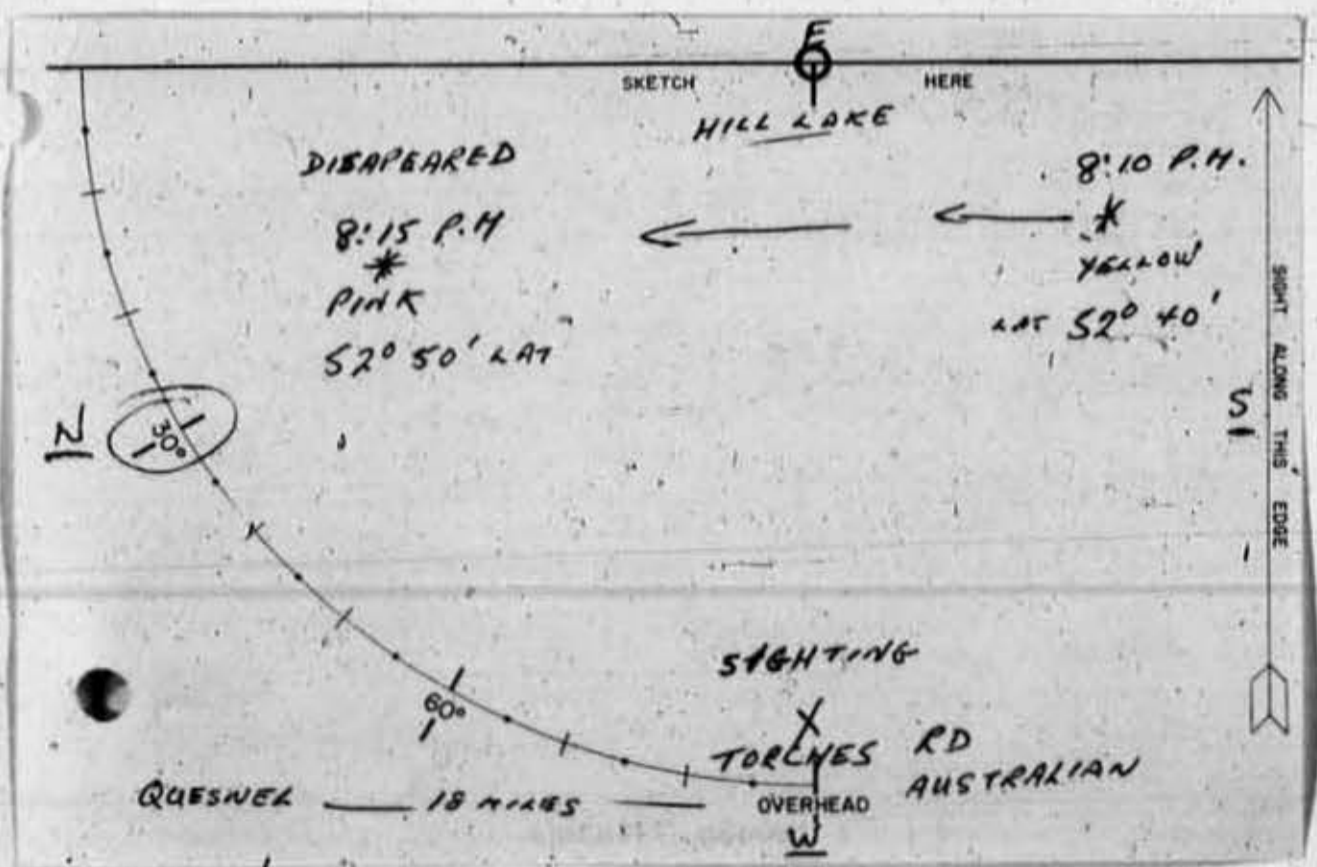 E
SKETCH HERE
HILL LAKE
DISAPEARED
8:15 P.M
*
PINK
52° 50' LAT
8:10 P.M.
*
YELLOW
LAT 52° 40'
N
30°
S
SIGHT ALONG THIS EDGE
60°
SIGHTING
X
TORCHES RD
AUSTRALIAN
QUESNEL 18 MILES
OVERHEAD
W